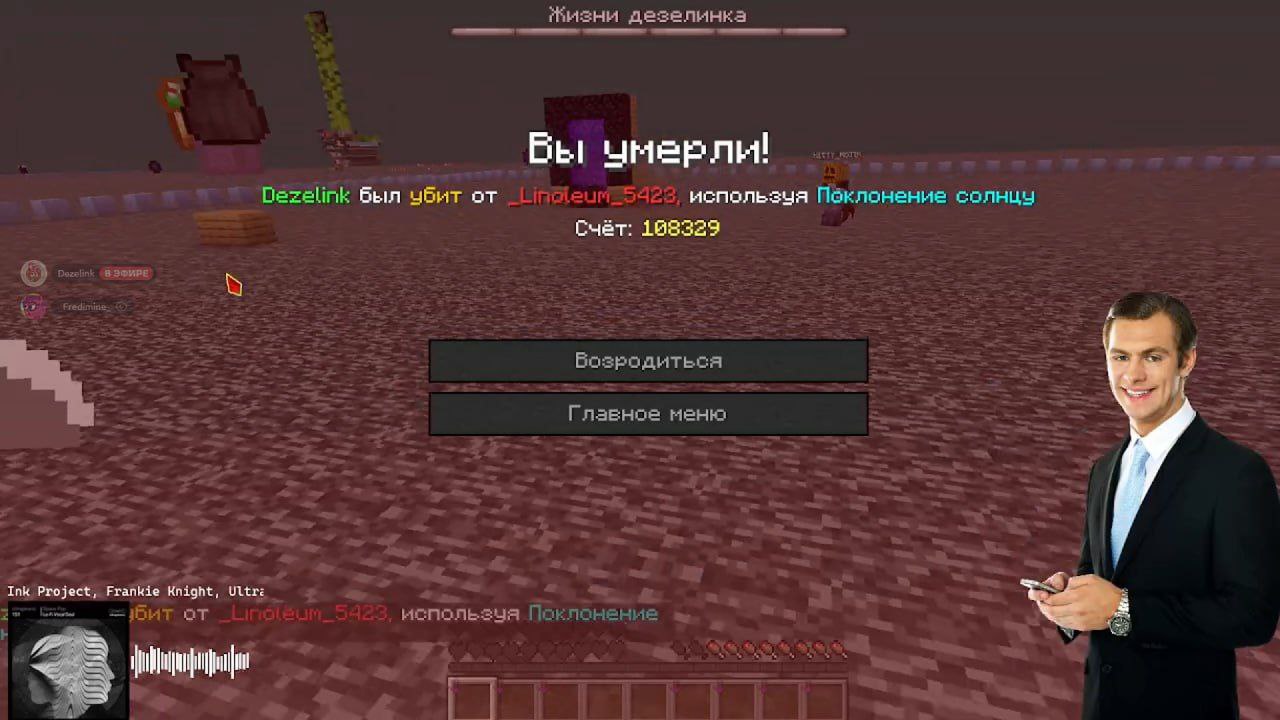 Жизни дезелинка
Вы умерли!
Dezelink был убит от _Linoleum_5423, используя Поклонение солнцу
Счёт: 108329
Dezelink В ЭФИРЕ
Fredimine_
Возродиться
Главное меню
Ink Project, Frankie Knight, Ultra
убит от _Linoleum_5423, используя Поклонение